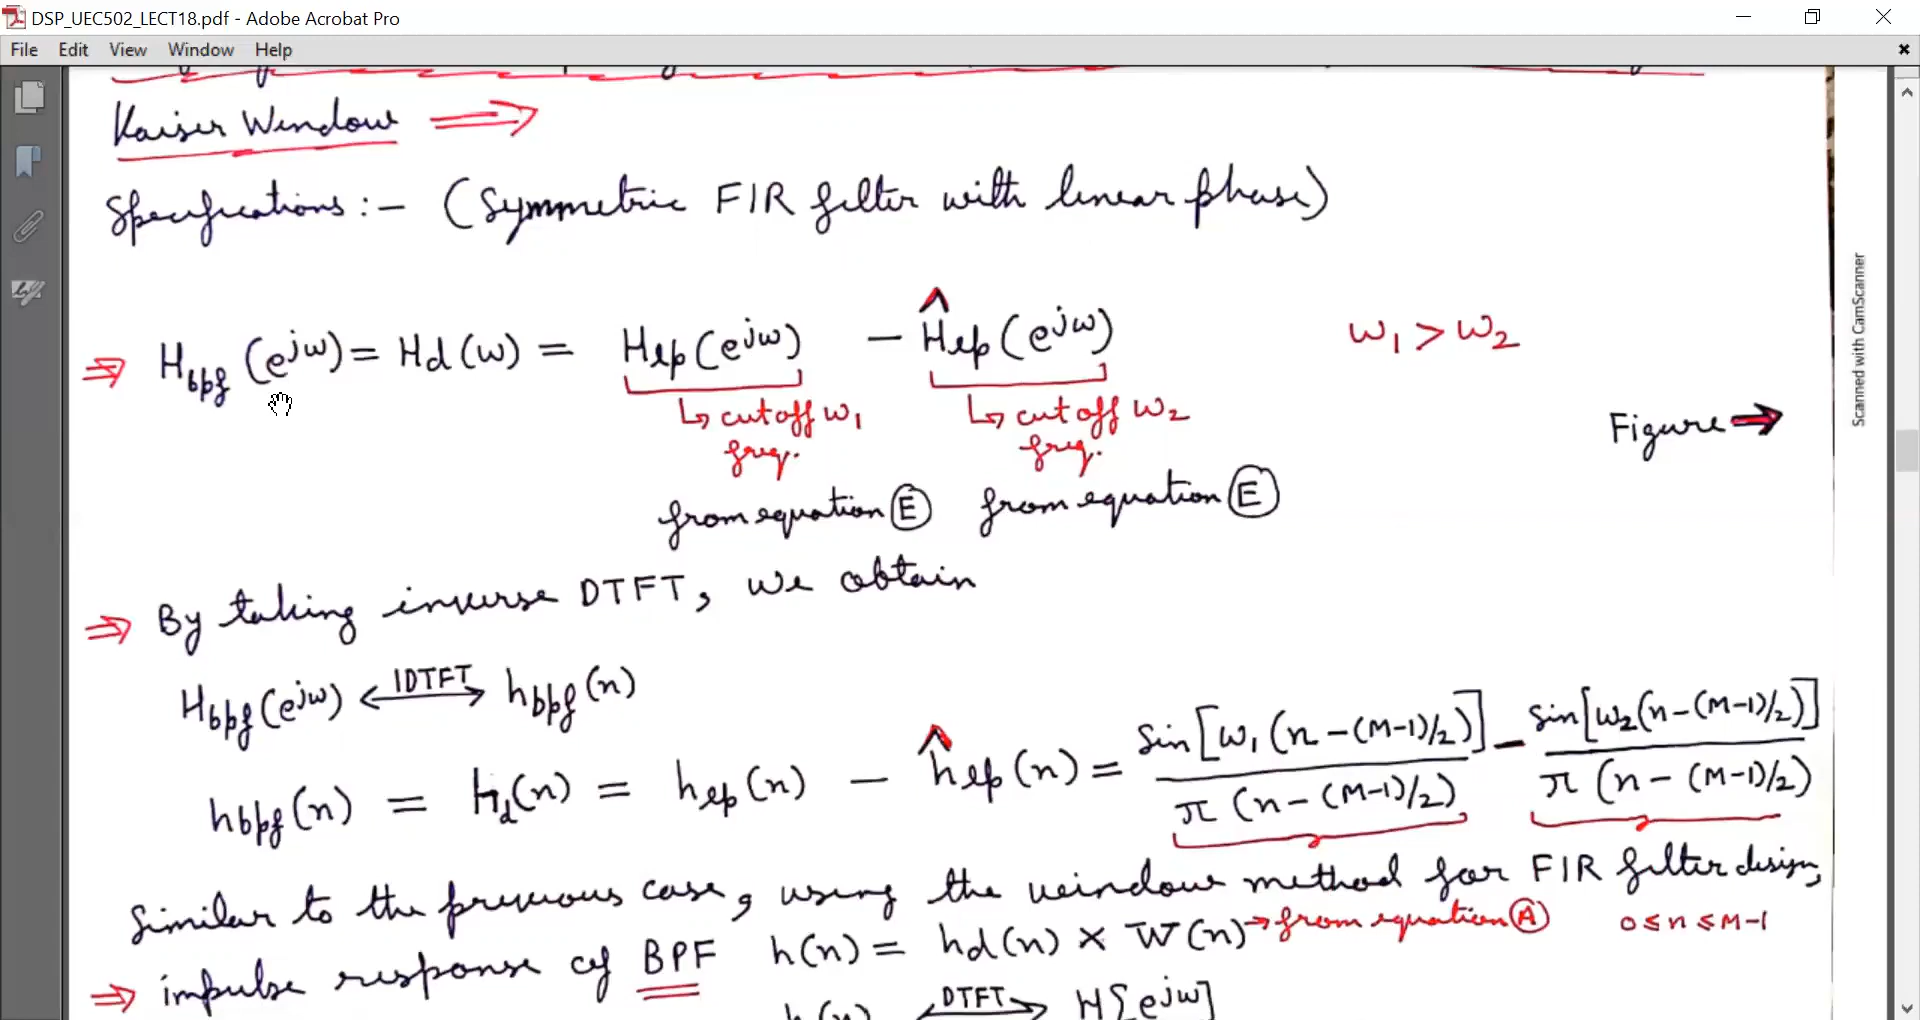 DSP_UEC502_LECT18.pdf - Adobe Acrobat Pro
File Edit View Window Help
Kaiser Window ⇒
Specifications :- (Symmetric FIR filter with linear phase)
⇒ H_bpf (e^jω) = Hd(ω) = Hlp(e^jω) - Ĥlp(e^jω) ω1 > ω2
↳ cutoff ω1 freq. ↳ cutoff ω2 freq.
Figure ➡
from equation Ⓔ from equation Ⓔ
⇒ By taking inverse DTFT, we obtain
Hbpf(e^jω) ⟷ IDTFT hbpf(n)
hbpf(n) = hd(n) = hlp(n) - ĥlp(n) = sin[ω1(n-(M-1)/2)] / π(n-(M-1)/2) - sin[ω2(n-(M-1)/2)] / π(n-(M-1)/2)
Similar to the previous case, using the window method for FIR filter design,
⇒ impulse response of BPF h(n) = hd(n) × W(n) → from equation Ⓐ 0 ≤ n ≤ M-1
h(n) ⟷ DTFT H[e^jω]
Scanned with CamScanner